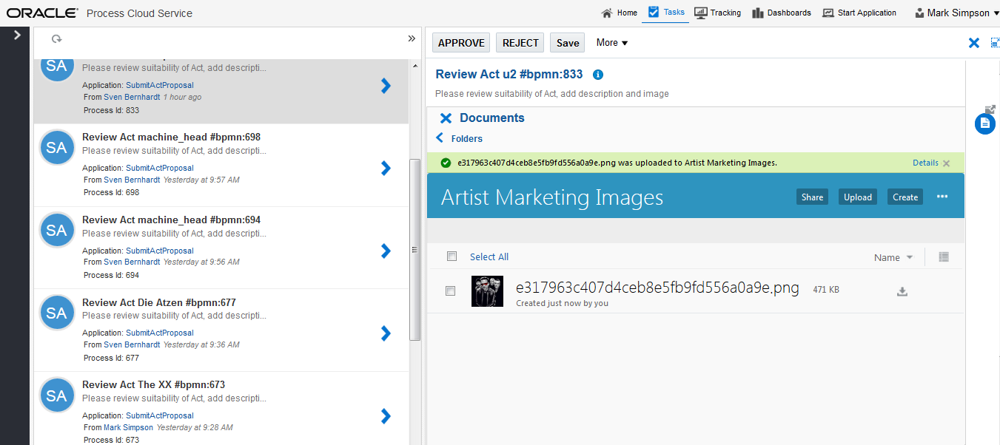 ORACLE® Process Cloud Service
Home Tasks Tracking Dashboards Start Application Mark Simpson
SA
Please review suitability of Act, add descripti...
Application: SubmitActProposal
From Sven Bernhardt 1 hour ago
Process Id: 833
SA
Review Act machine_head #bpmn:698
Please review suitability of Act, add descripti...
Application: SubmitActProposal
From Sven Bernhardt Yesterday at 9:57 AM
Process Id: 698
SA
Review Act machine_head #bpmn:694
Please review suitability of Act, add descripti...
Application: SubmitActProposal
From Sven Bernhardt Yesterday at 9:56 AM
Process Id: 694
SA
Review Act Die Atzen #bpmn:677
Please review suitability of Act, add descripti...
Application: SubmitActProposal
From Sven Bernhardt Yesterday at 9:36 AM
Process Id: 677
SA
Review Act The XX #bpmn:673
Please review suitability of Act, add descripti...
Application: SubmitActProposal
From Mark Simpson Yesterday at 9:28 AM
Process Id: 673
APPROVE REJECT Save More
Review Act u2 #bpmn:833
Please review suitability of Act, add description and image
Documents
Folders
e317963c407d4ceb8e5fb9fd556a0a9e.png was uploaded to Artist Marketing Images. Details
Artist Marketing Images Share Upload Create
Select All Name
e317963c407d4ceb8e5fb9fd556a0a9e.png 471 KB
Created just now by you